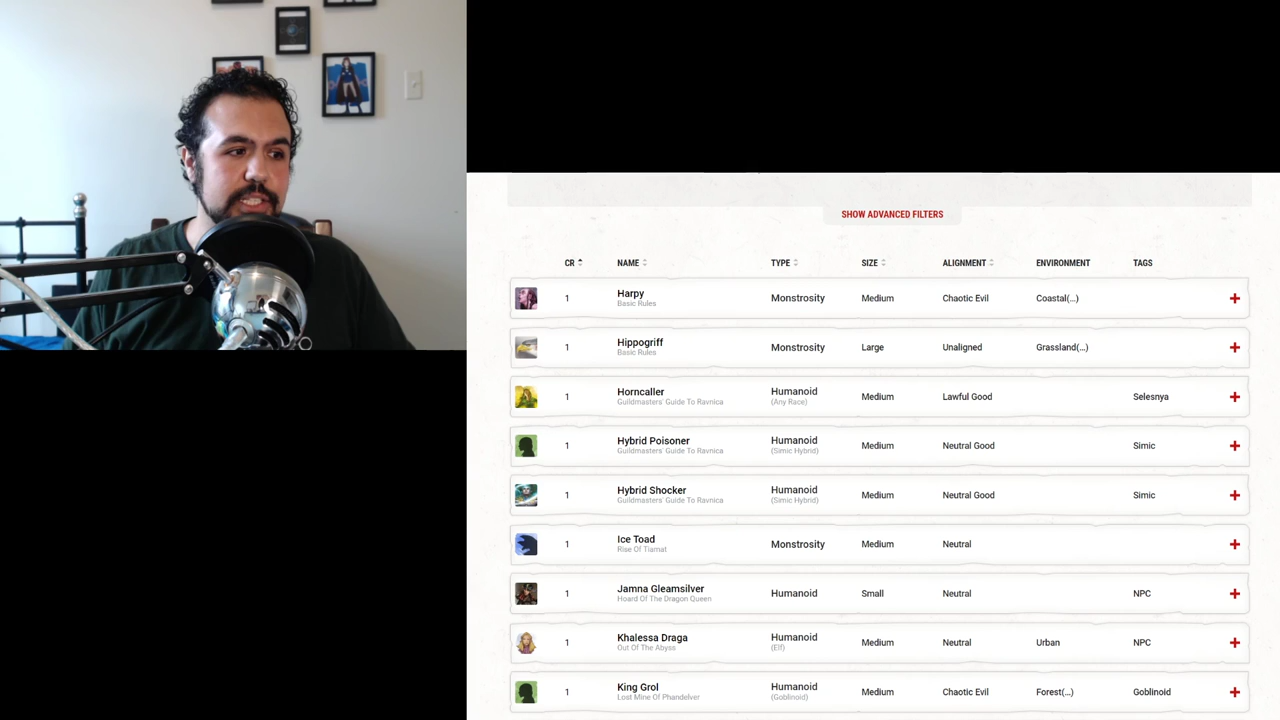 SHOW ADVANCED FILTERS
CR NAME TYPE SIZE ALIGNMENT ENVIRONMENT TAGS
1 Harpy Monstrosity Medium Chaotic Evil Coastal(...)
Basic Rules
1 Hippogriff Monstrosity Large Unaligned Grassland(...)
Basic Rules
1 Horncaller Humanoid Medium Lawful Good Selesnya
Guildmasters' Guide To Ravnica (Any Race)
1 Hybrid Poisoner Humanoid Medium Neutral Good Simic
Guildmasters' Guide To Ravnica (Simic Hybrid)
1 Hybrid Shocker Humanoid Medium Neutral Good Simic
Guildmasters' Guide To Ravnica (Simic Hybrid)
1 Ice Toad Monstrosity Medium Neutral
Rise Of Tiamat
1 Jamna Gleamsilver Humanoid Small Neutral NPC
Hoard Of The Dragon Queen
1 Khalessa Draga Humanoid Medium Neutral Urban NPC
Out Of The Abyss (Elf)
1 King Grol Humanoid Medium Chaotic Evil Forest(...) Goblinoid
Lost Mine Of Phandelver (Goblinoid)